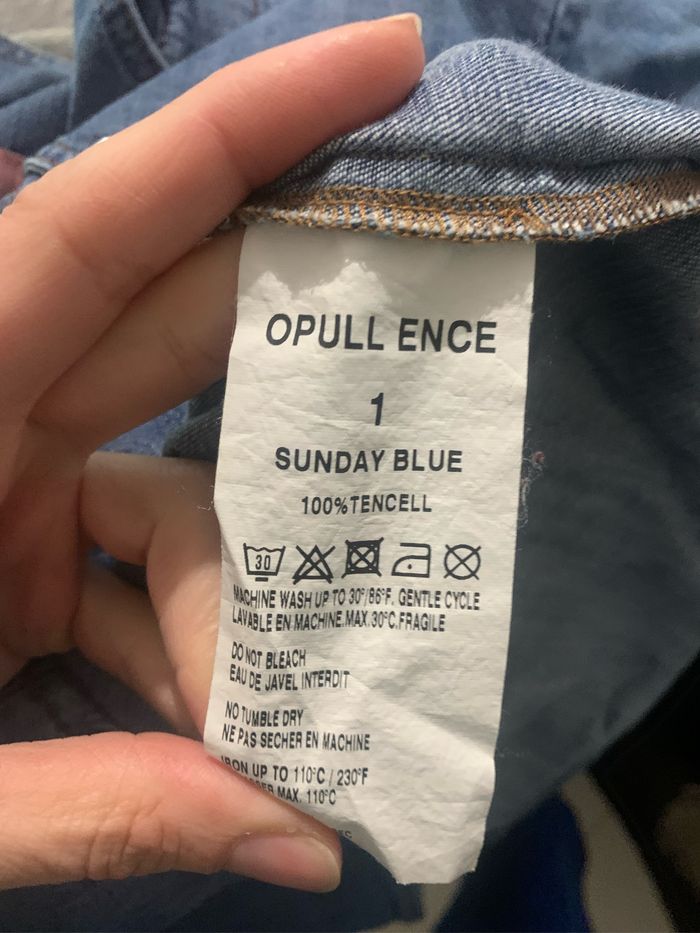 OPULL ENCE
1
SUNDAY BLUE
100%TENCELL
30
MACHINE WASH UP TO 30°/86°F. GENTLE CYCLE
LAVABLE EN MACHINE.MAX.30°C.FRAGILE
DO NOT BLEACH
EAU DE JAVEL INTERDIT
NO TUMBLE DRY
NE PAS SECHER EN MACHINE
IRON UP TO 110°C / 230°F
MAX. 110°C